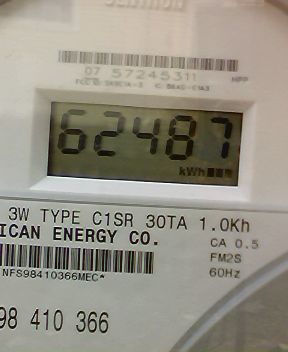 07 57245311
62487
kWh
3W TYPE C1SR 30TA 1.0Kh
ICAN ENERGY CO.
CA 0.5
FM2S
60Hz
NFS98410366MEC*
98 410 366